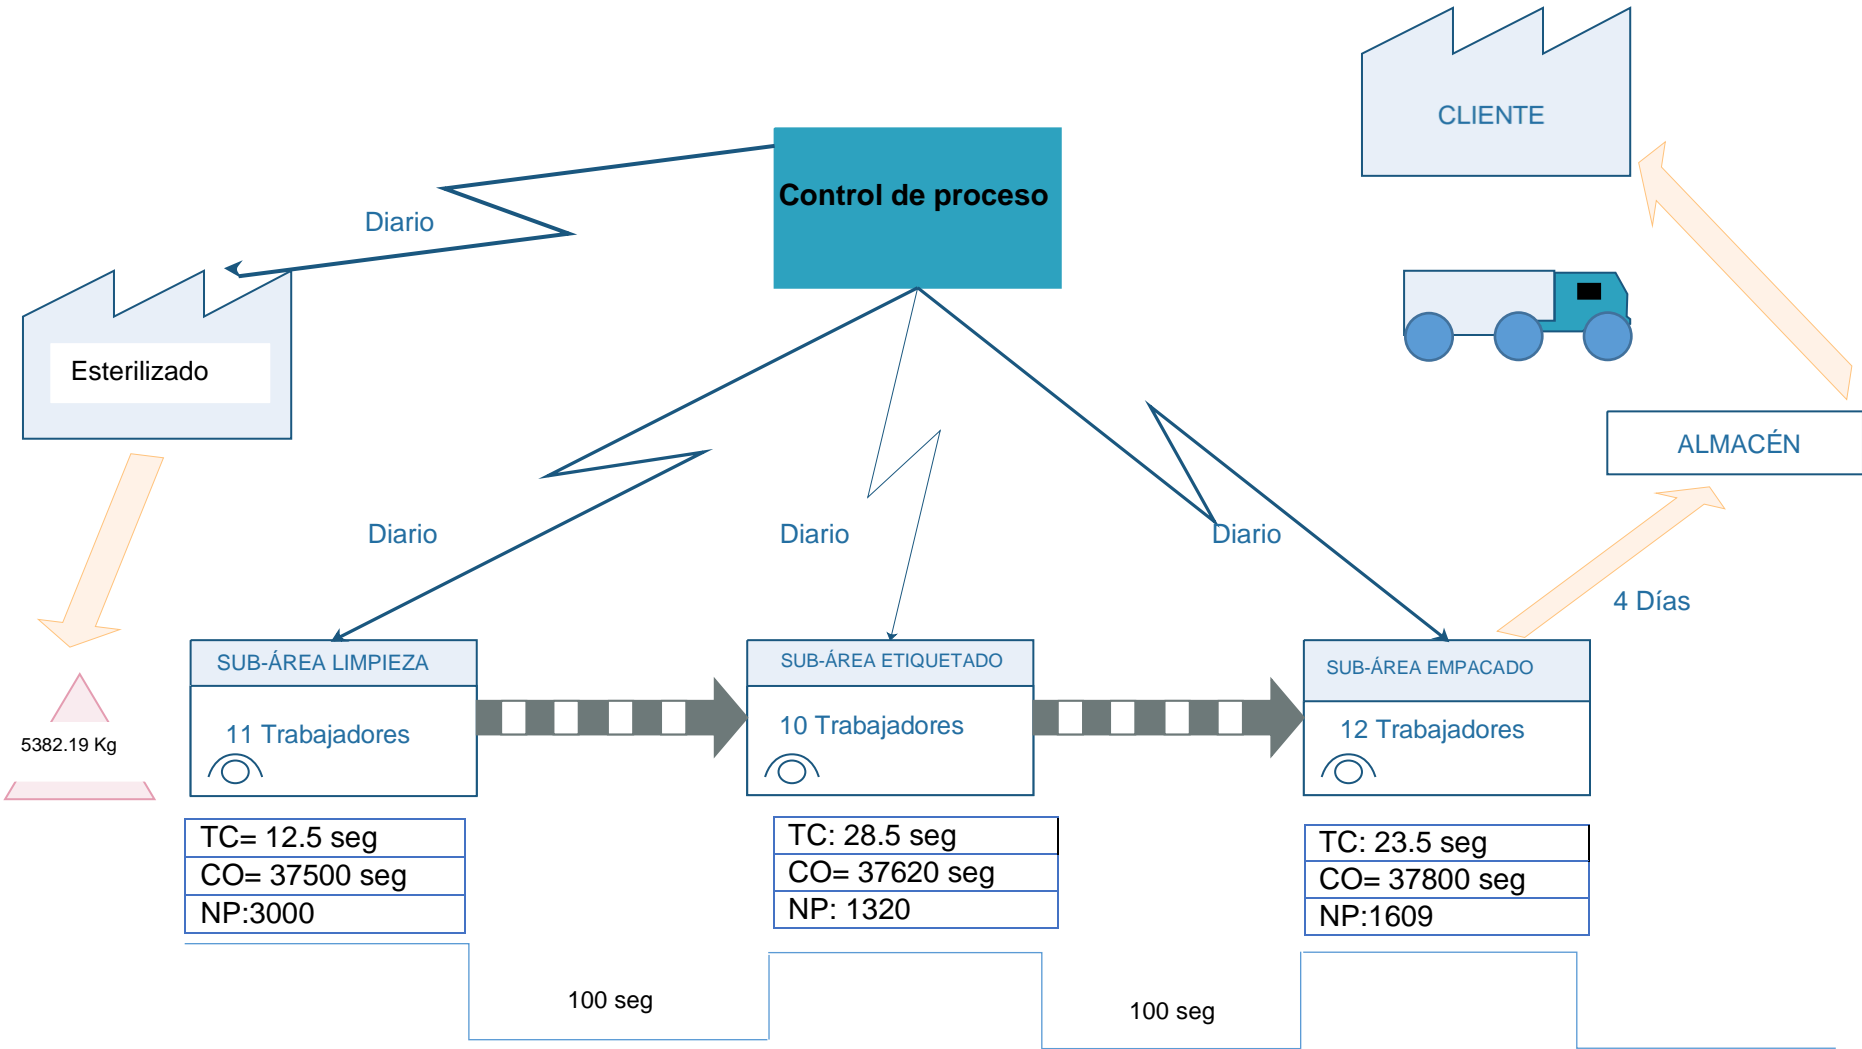 CLIENTE
Control de proceso
Diario
Esterilizado
ALMACÉN
Diario
Diario
Diario
4 Días
SUB-ÁREA LIMPIEZA
SUB-ÁREA ETIQUETADO
SUB-ÁREA EMPACADO
5382.19 Kg
11 Trabajadores
10 Trabajadores
12 Trabajadores
TC= 12.5 seg
CO= 37500 seg
NP:3000
TC: 28.5 seg
CO= 37620 seg
NP: 1320
TC: 23.5 seg
CO= 37800 seg
NP:1609
100 seg
100 seg